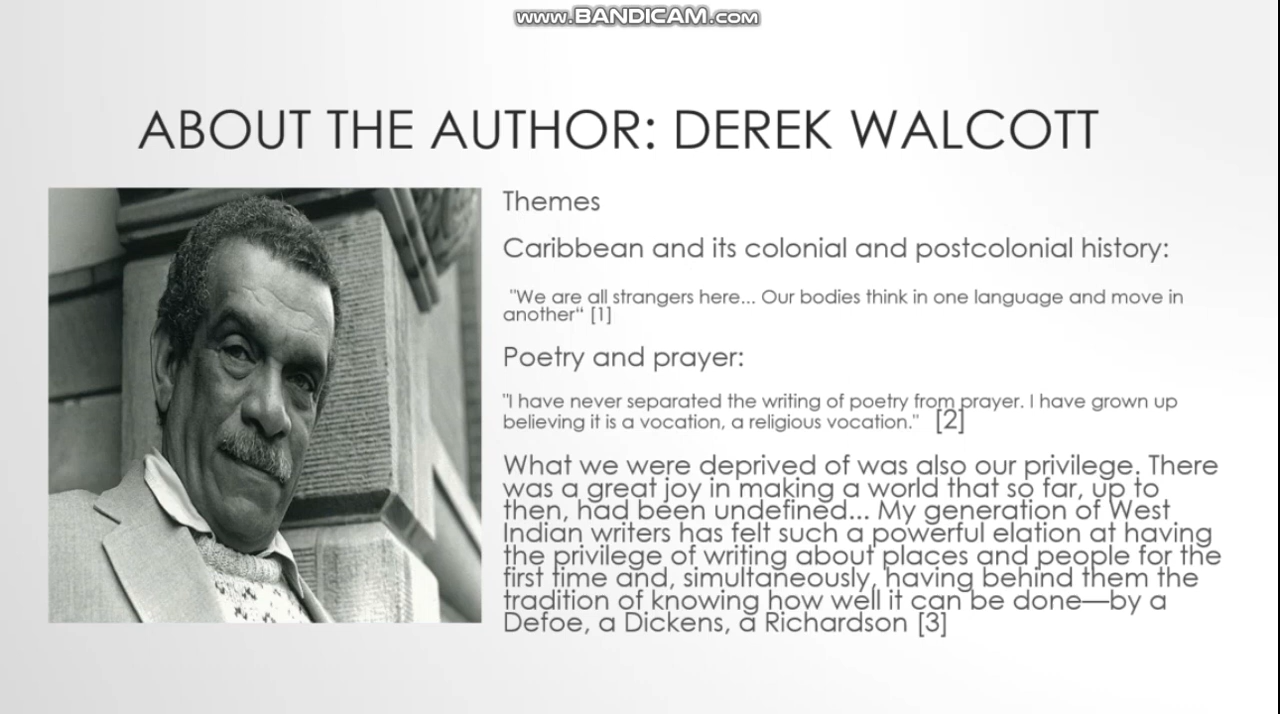 www.BANDICAM.com
ABOUT THE AUTHOR: DEREK WALCOTT
Themes
Caribbean and its colonial and postcolonial history:
"We are all strangers here... Our bodies think in one language and move in
another“ [1]
Poetry and prayer:
"I have never separated the writing of poetry from prayer. I have grown up
believing it is a vocation, a religious vocation." [2]
What we were deprived of was also our privilege. There
was a great joy in making a world that so far, up to
then, had been undefined... My generation of West
Indian writers has felt such a powerful elation at having
the privilege of writing about places and people for the
first time and, simultaneously, having behind them the
tradition of knowing how well it can be done—by a
Defoe, a Dickens, a Richardson [3]